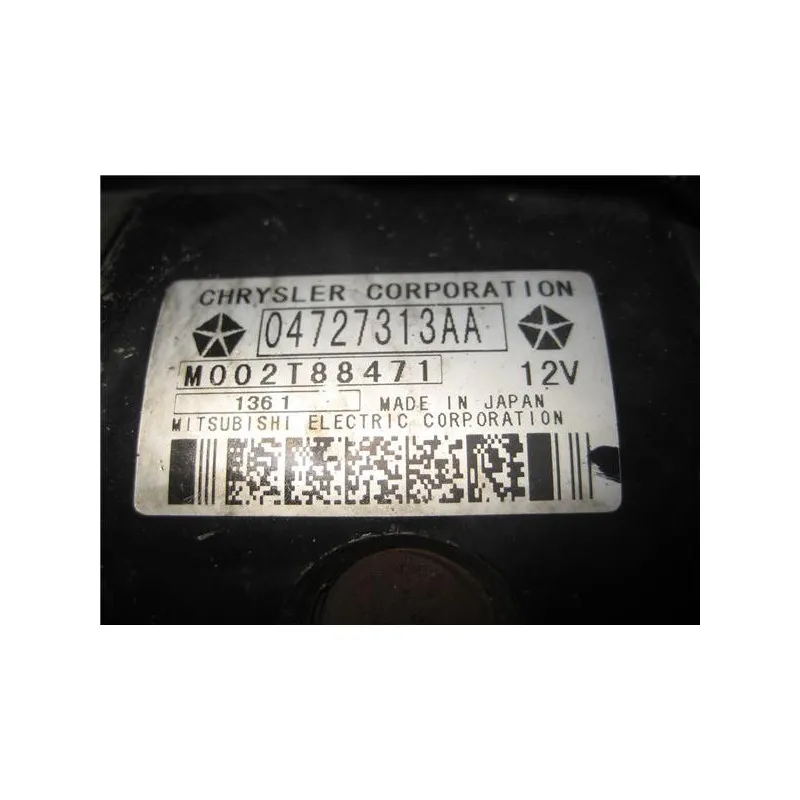 CHRYSLER CORPORATION
04727313AA
M002T88471 12V
1361 MADE IN JAPAN
MITSUBISHI ELECTRIC CORPORATION